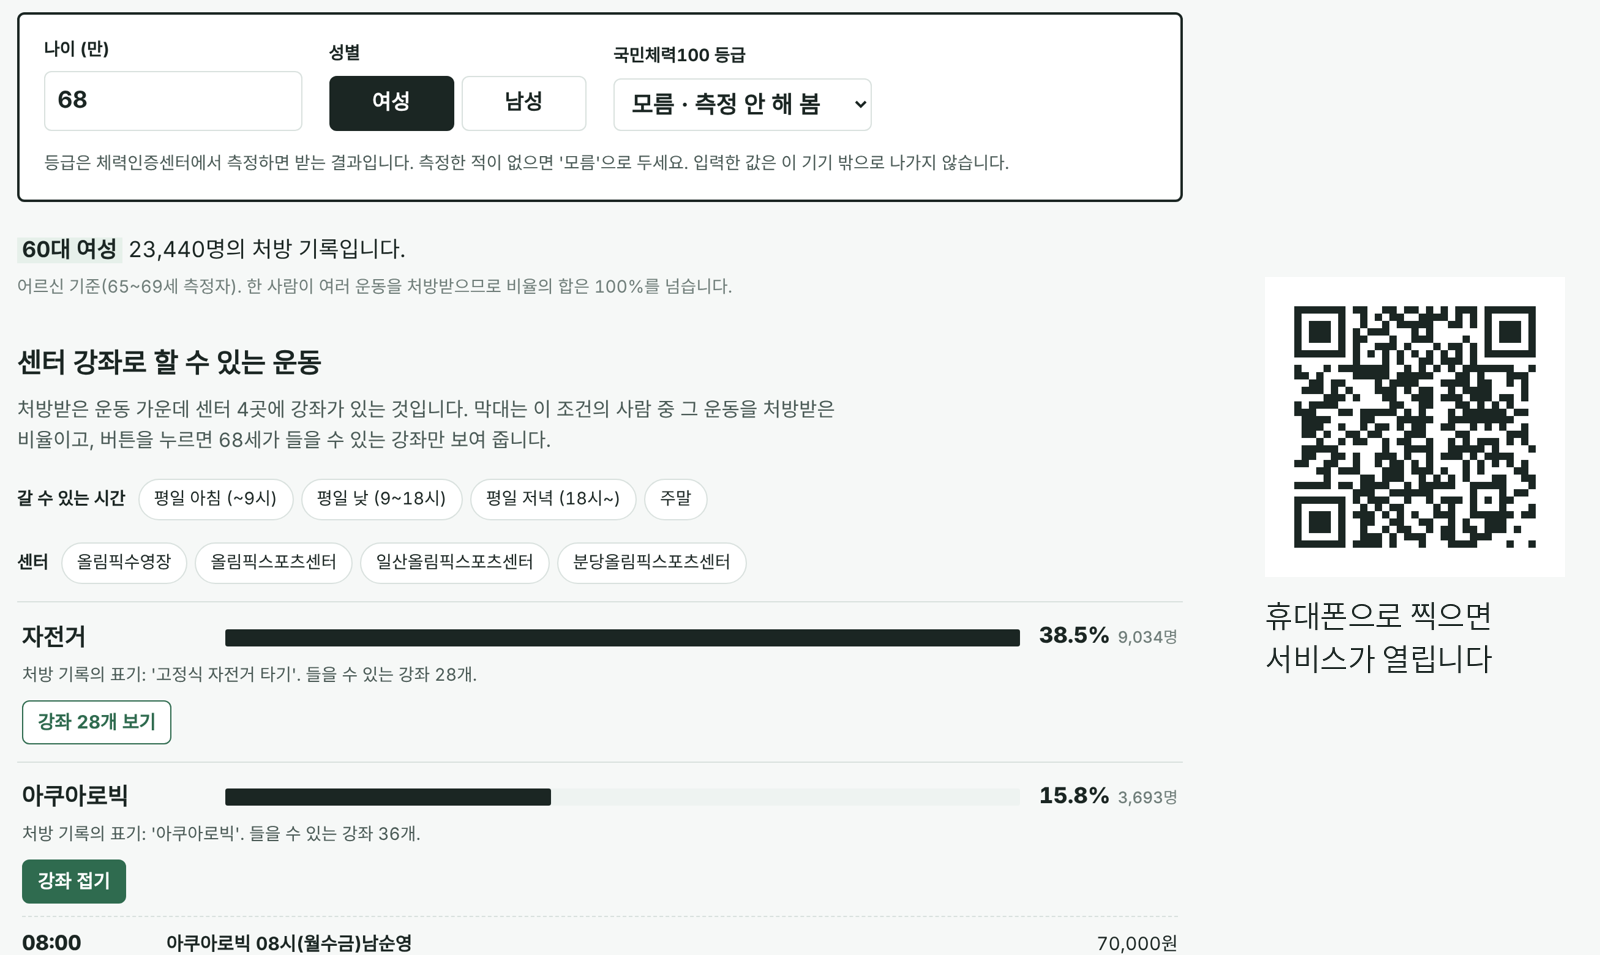 나이 (만)
성별
국민체력100 등급
68
여성
남성
모름 · 측정 안 해 봄
등급은 체력인증센터에서 측정하면 받는 결과입니다. 측정한 적이 없으면 '모름'으로 두세요. 입력한 값은 이 기기 밖으로 나가지 않습니다.
60대 여성 23,440명의 처방 기록입니다.
어르신 기준(65~69세 측정자). 한 사람이 여러 운동을 처방받으므로 비율의 합은 100%를 넘습니다.
센터 강좌로 할 수 있는 운동
처방받은 운동 가운데 센터 4곳에 강좌가 있는 것입니다. 막대는 이 조건의 사람 중 그 운동을 처방받은
비율이고, 버튼을 누르면 68세가 들을 수 있는 강좌만 보여 줍니다.
갈 수 있는 시간 평일 아침 (~9시) 평일 낮 (9~18시) 평일 저녁 (18시~) 주말
센터 올림픽수영장 올림픽스포츠센터 일산올림픽스포츠센터 분당올림픽스포츠센터
자전거 38.5% 9,034명
처방 기록의 표기: '고정식 자전거 타기'. 들을 수 있는 강좌 28개.
강좌 28개 보기
아쿠아로빅 15.8% 3,693명
처방 기록의 표기: '아쿠아로빅'. 들을 수 있는 강좌 36개.
강좌 접기
08:00 아쿠아로빅 08시(월수금)남순영 70,000원
휴대폰으로 찍으면
서비스가 열립니다